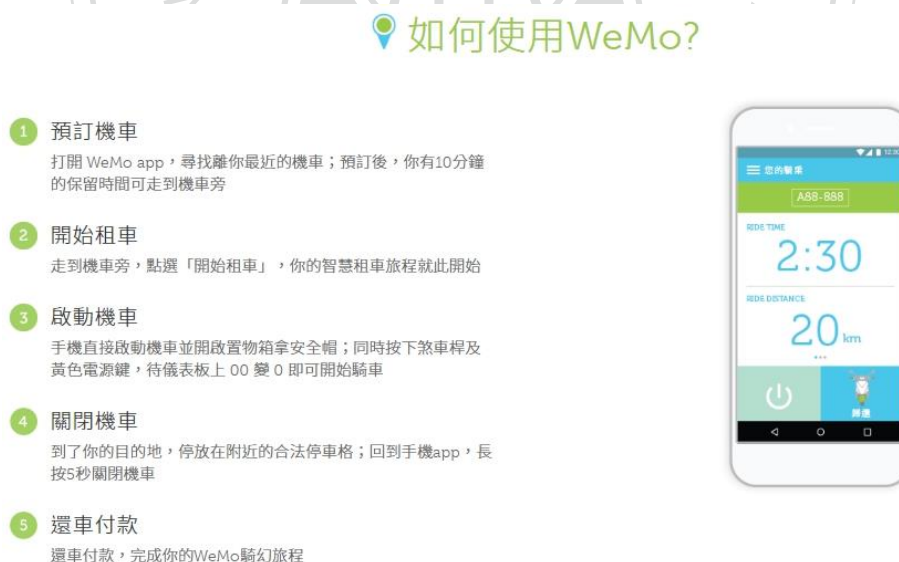 如何使用WeMo?
1 預訂機車
打開 WeMo app,尋找離你最近的機車;預訂後,你有10分鐘
的保留時間可走到機車旁
2 開始租車
走到機車旁,點選「開始租車」,你的智慧租車旅程就此開始
3 啟動機車
手機直接啟動機車並開啟置物箱拿安全帽;同時按下煞車桿及
黃色電源鍵,待儀表板上 00 變 0 即可開始騎車
4 關閉機車
到了你的目的地,停放在附近的合法停車格;回到手機app,長
按5秒關閉機車
5 還車付款
還車付款,完成你的WeMo騎幻旅程
您的騎乘
A88-888
RIDE TIME
2:30
RIDE DISTANCE
20 km
歸還